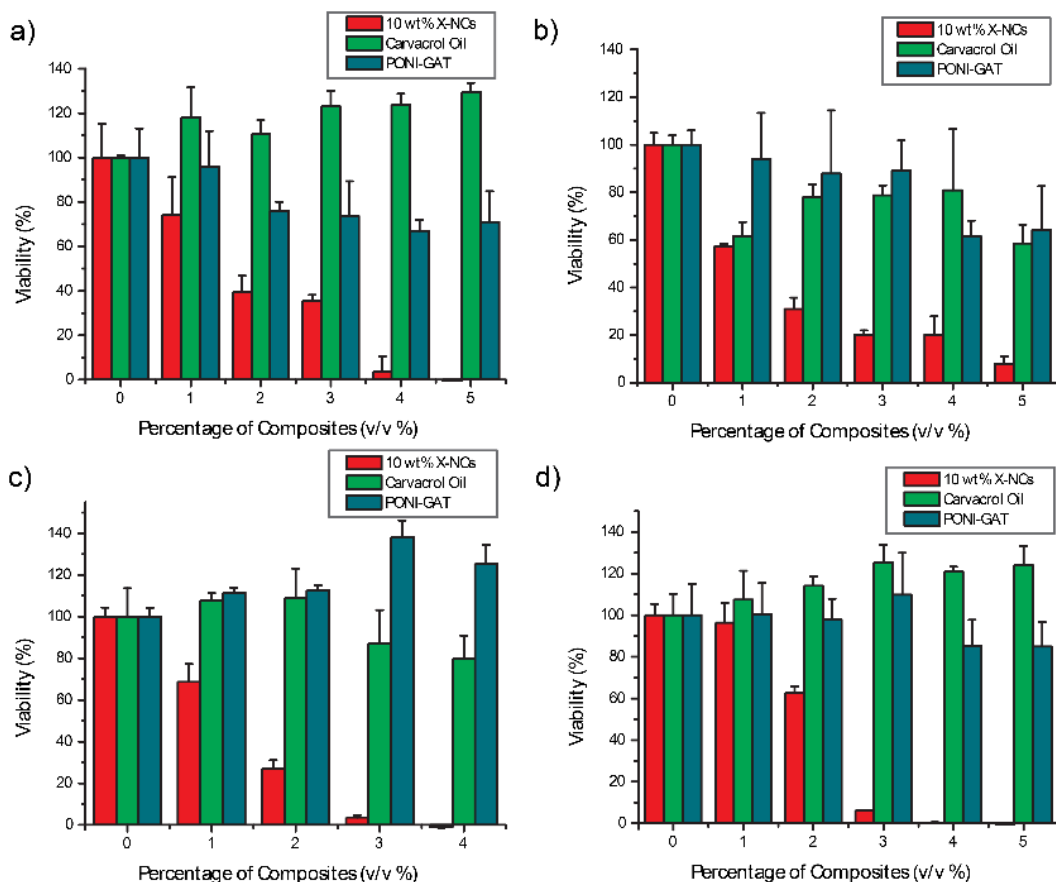 a)
10 wt% X-NCs
Carvacrol Oil
PONI-GAT
140
120
100
80
60
40
20
0
Viability (%)
0 1 2 3 4 5
Percentage of Composites (v/v %)
b)
10 wt% X-NCs
Carvacrol Oil
PONI-GAT
140
120
100
80
60
40
20
0
Viability (%)
0 1 2 3 4 5
Percentage of Composites (v/v %)
c)
10 wt% X-NCs
Carvacrol Oil
PONI-GAT
140
120
100
80
60
40
20
0
Viability (%)
0 1 2 3 4
Percentage of Composites (v/v %)
d)
10 wt% X-NCs
Carvacrol Oil
PONI-GAT
140
120
100
80
60
40
20
0
Viability (%)
0 1 2 3 4 5
Percentage of Composites (v/v %)